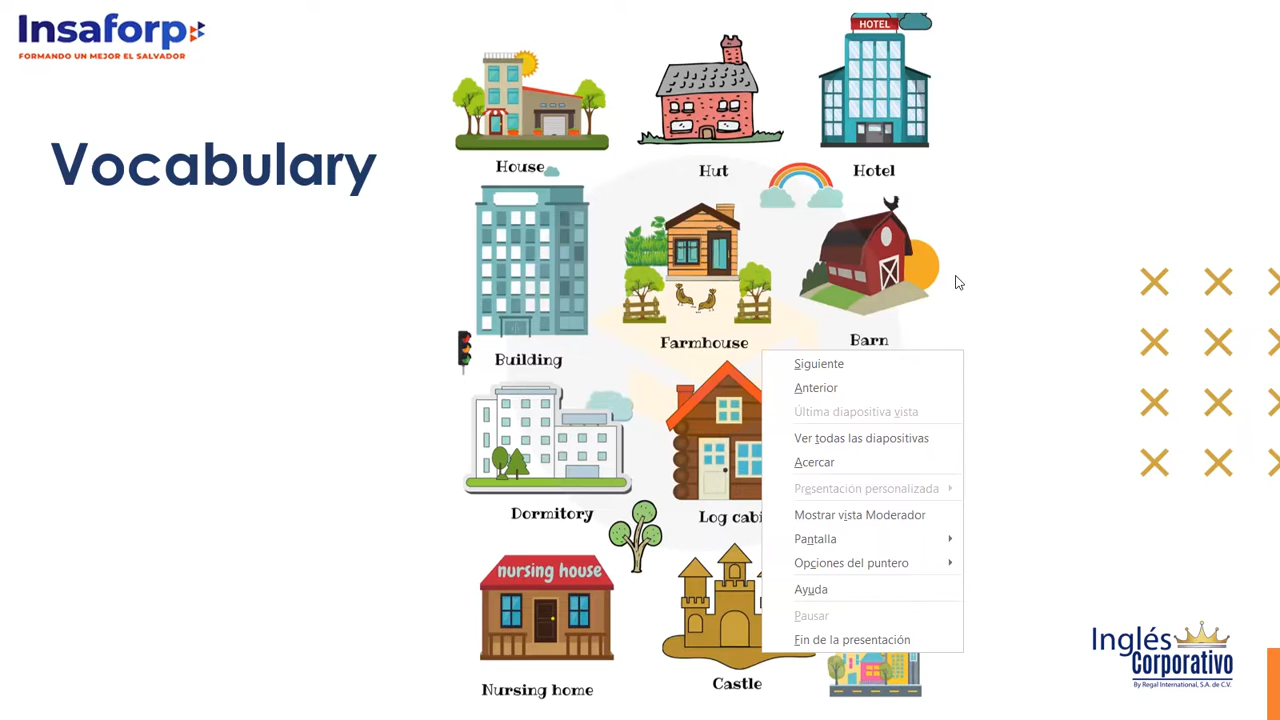 Insaforp
FORMANDO UN MEJOR EL SALVADOR
Vocabulary
HOTEL
House
Hut
Hotel
Building
Farmhouse
Barn
Dormitory
Log cabi
nursing house
Nursing home
Castle
Siguiente
Anterior
Última diapositiva vista
Ver todas las diapositivas
Acercar
Presentación personalizada
Mostrar vista Moderador
Pantalla
Opciones del puntero
Ayuda
Pausar
Fin de la presentación
Inglés
Corporativo
By Regal International, S.A. de C.V.